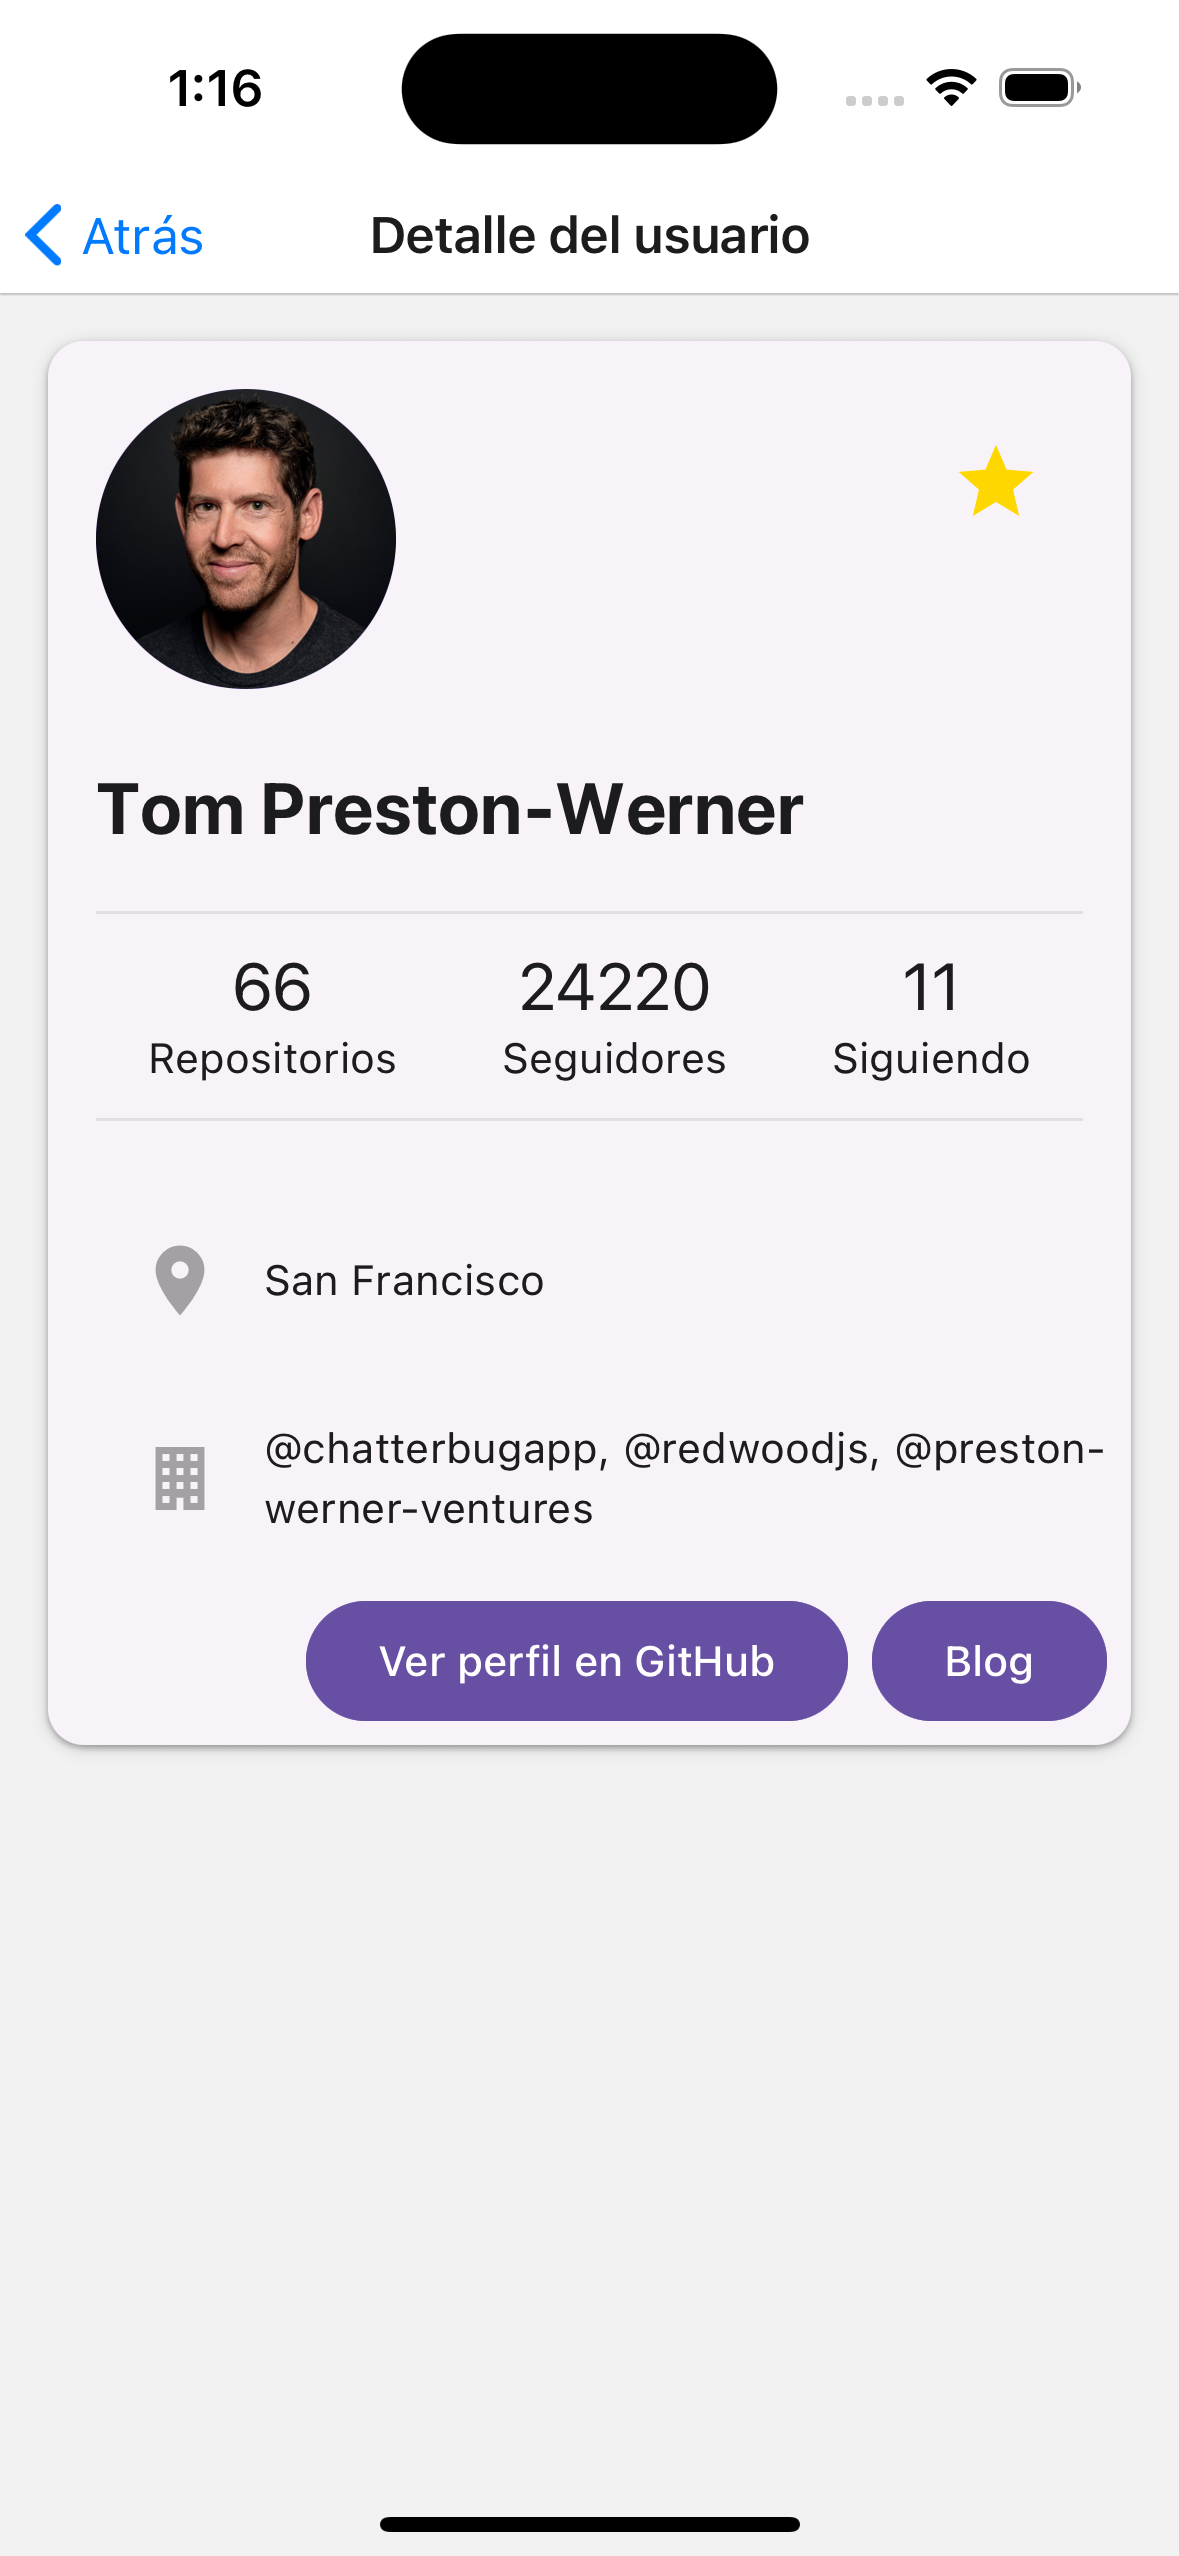 1:16
Atrás
Detalle del usuario
Tom Preston-Werner
66
24220
11
Repositorios
Seguidores
Siguiendo
San Francisco
@chatterbugapp, @redwoodjs, @preston-
werner-ventures
Ver perfil en GitHub
Blog